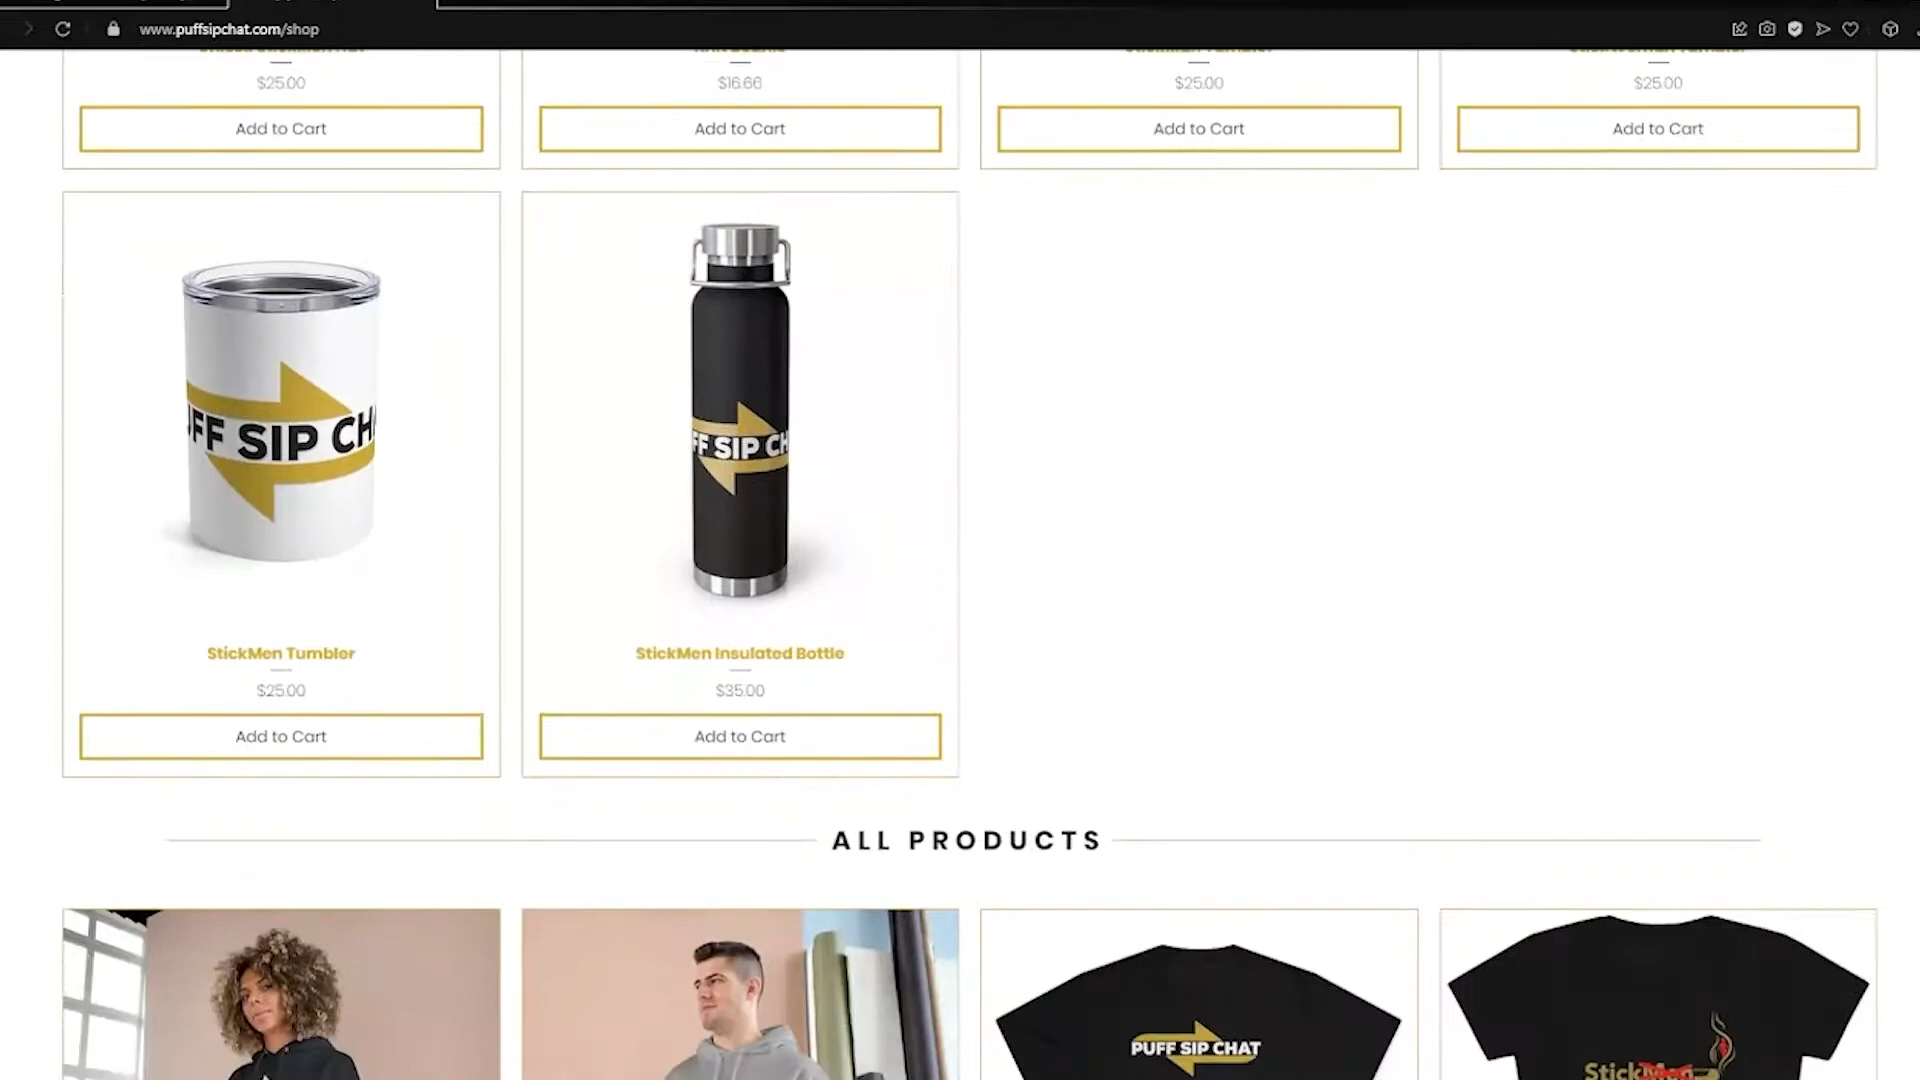 www.puffsipchat.com/shop
$25.00
$16.66
$25.00
$25.00
Add to Cart
Add to Cart
Add to Cart
Add to Cart
UFF SIP CH
FF SIP CH
StickMen Tumbler
StickMen Insulated Bottle
$25.00
$35.00
Add to Cart
Add to Cart
ALL PRODUCTS
PUFF SIP CHAT
StickMen